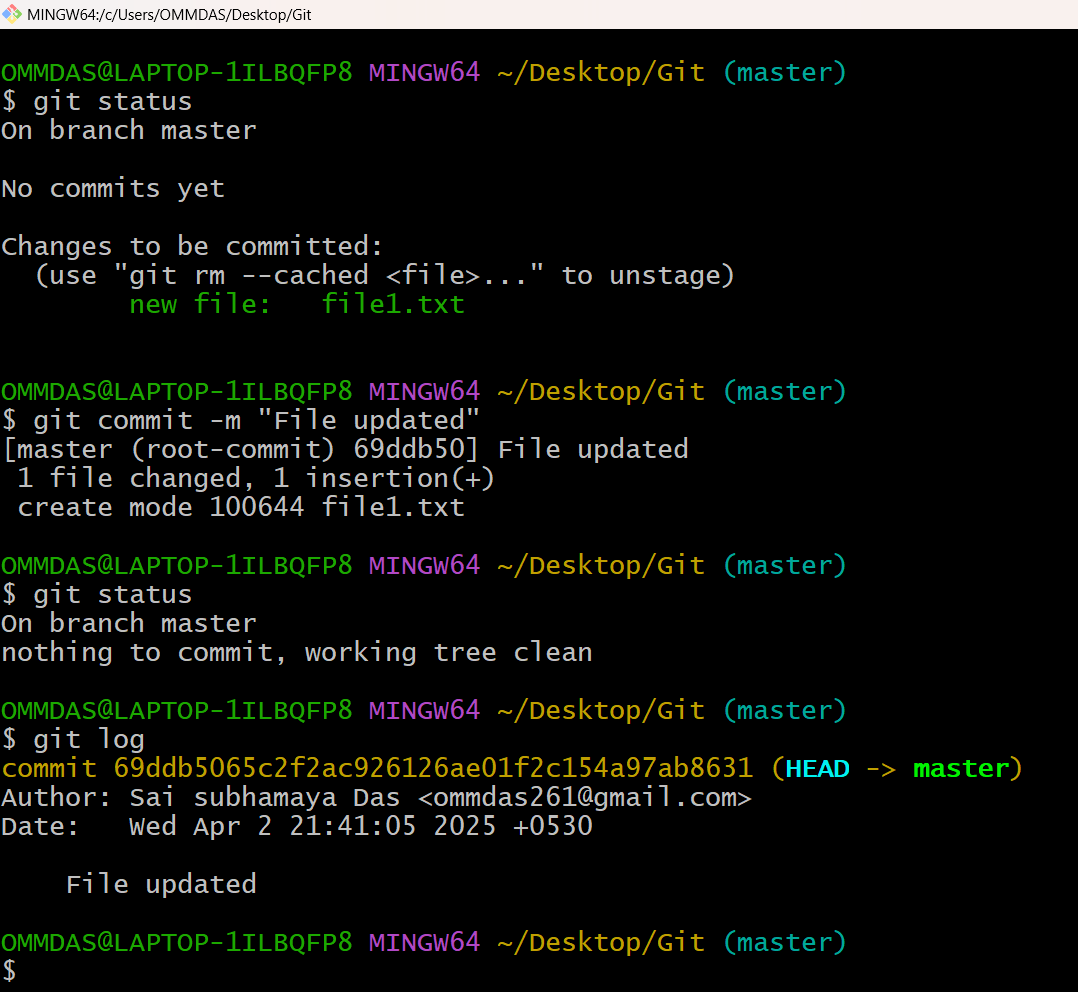 MINGW64:/c/Users/OMMDAS/Desktop/Git
OMMDAS@LAPTOP-1ILBQFP8 MINGW64 ~/Desktop/Git (master)
$ git status
On branch master
No commits yet
Changes to be committed:
  (use "git rm --cached <file>..." to unstage)
        new file:   file1.txt
OMMDAS@LAPTOP-1ILBQFP8 MINGW64 ~/Desktop/Git (master)
$ git commit -m "File updated"
[master (root-commit) 69ddb50] File updated
 1 file changed, 1 insertion(+)
 create mode 100644 file1.txt
OMMDAS@LAPTOP-1ILBQFP8 MINGW64 ~/Desktop/Git (master)
$ git status
On branch master
nothing to commit, working tree clean
OMMDAS@LAPTOP-1ILBQFP8 MINGW64 ~/Desktop/Git (master)
$ git log
commit 69ddb5065c2f2ac926126ae01f2c154a97ab8631 (HEAD -> master)
Author: Sai subhamaya Das <ommdas261@gmail.com>
Date:   Wed Apr 2 21:41:05 2025 +0530
    File updated
OMMDAS@LAPTOP-1ILBQFP8 MINGW64 ~/Desktop/Git (master)
$